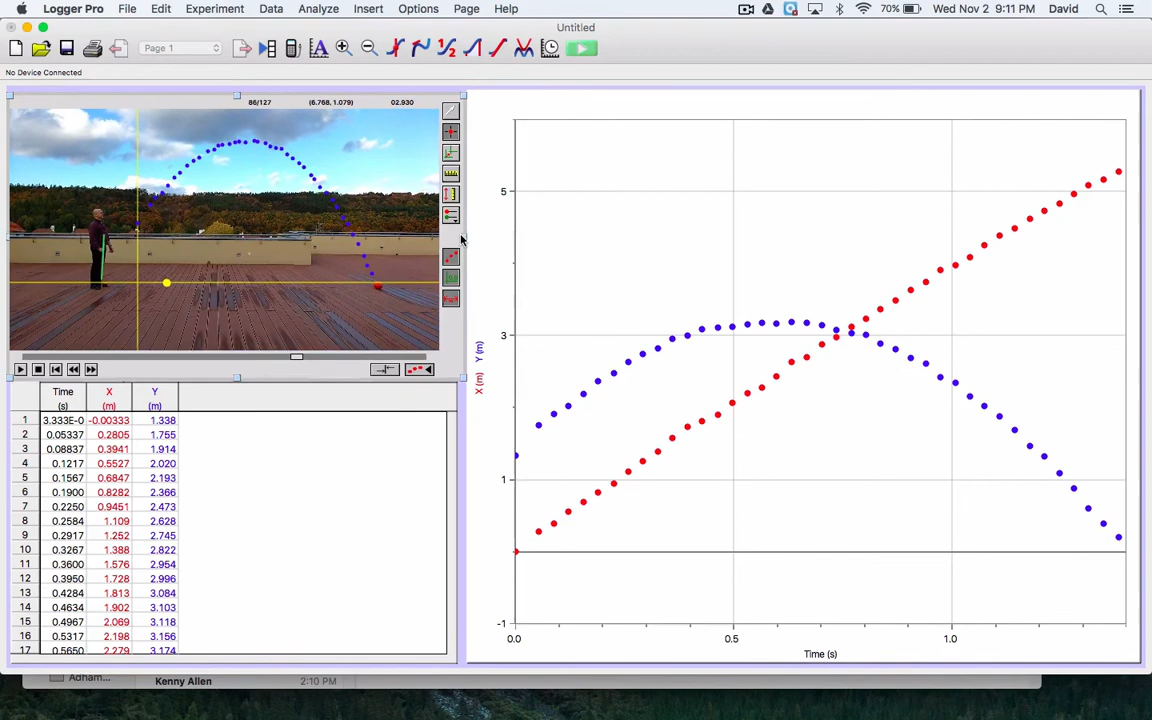 Logger Pro File Edit Experiment Data Analyze Insert Options Page Help 70% Wed Nov 2 9:11 PM David
Untitled
Page 1
No Device Connected
86/127 (6.768, 1.079) 02.930
Time X Y
(s) (m) (m)
1 3.333E-0 -0.00333 1.338
2 0.05337 0.2805 1.755
3 0.08837 0.3941 1.914
4 0.1217 0.5527 2.020
5 0.1567 0.6847 2.193
6 0.1900 0.8282 2.366
7 0.2250 0.9451 2.473
8 0.2584 1.109 2.628
9 0.2917 1.252 2.745
10 0.3267 1.388 2.822
11 0.3600 1.576 2.954
12 0.3950 1.728 2.996
13 0.4284 1.813 3.084
14 0.4634 1.902 3.103
15 0.4967 2.069 3.118
16 0.5317 2.198 3.156
17 0.5650 2.279 3.174
5
3
1
-1
X (m) Y (m)
0.0 0.5 1.0
Time (s)
Adham...
Kenny Allen 2:10 PM